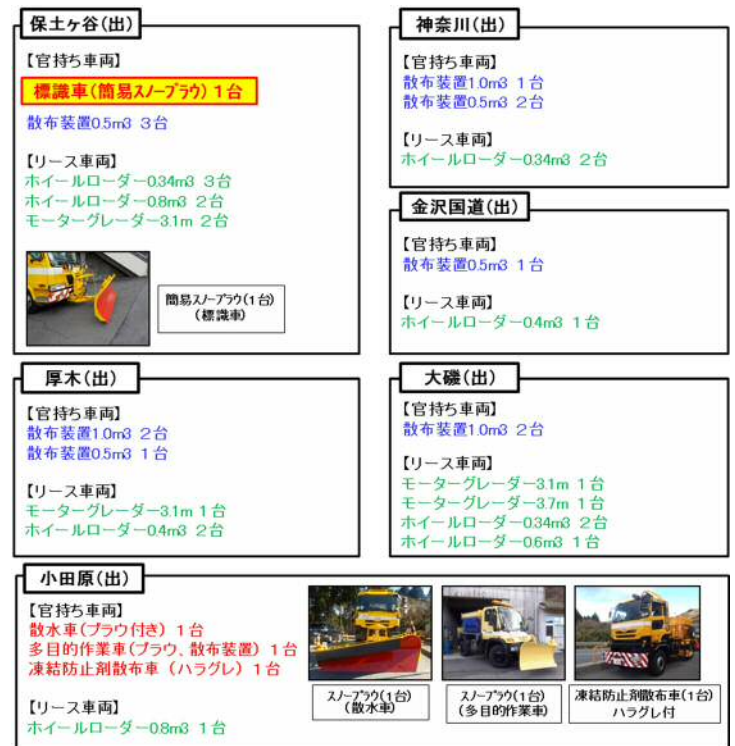 保土ヶ谷(出)
【官持ち車両】
標識車(簡易スノープラウ)1台
散布装置0.5m3 3台
【リース車両】
ホイールローダー0.34m3 3台
ホイールローダー0.8m3 2台
モーターグレーダー3.1m 2台
簡易スノープラウ(1台)
(標識車)
神奈川(出)
【官持ち車両】
散布装置1.0m3 1台
散布装置0.5m3 2台
【リース車両】
ホイールローダー0.34m3 2台
金沢国道(出)
【官持ち車両】
散布装置0.5m3 1台
【リース車両】
ホイールローダー0.4m3 1台
厚木(出)
【官持ち車両】
散布装置1.0m3 2台
散布装置0.5m3 1台
【リース車両】
モーターグレーダー3.1m 1台
ホイールローダー0.4m3 2台
大磯(出)
【官持ち車両】
散布装置1.0m3 2台
【リース車両】
モーターグレーダー3.1m 1台
モーターグレーダー3.7m 1台
ホイールローダー0.34m3 2台
ホイールローダー0.6m3 1台
小田原(出)
【官持ち車両】
散水車(プラウ付き)1台
多目的作業車(プラウ、散布装置)1台
凍結防止剤散布車(ハラグレ)1台
【リース車両】
ホイールローダー0.8m3 1台
スノープラウ(1台)
(散水車)
スノープラウ(1台)
(多目的作業車)
凍結防止剤散布車(1台)
ハラグレ付